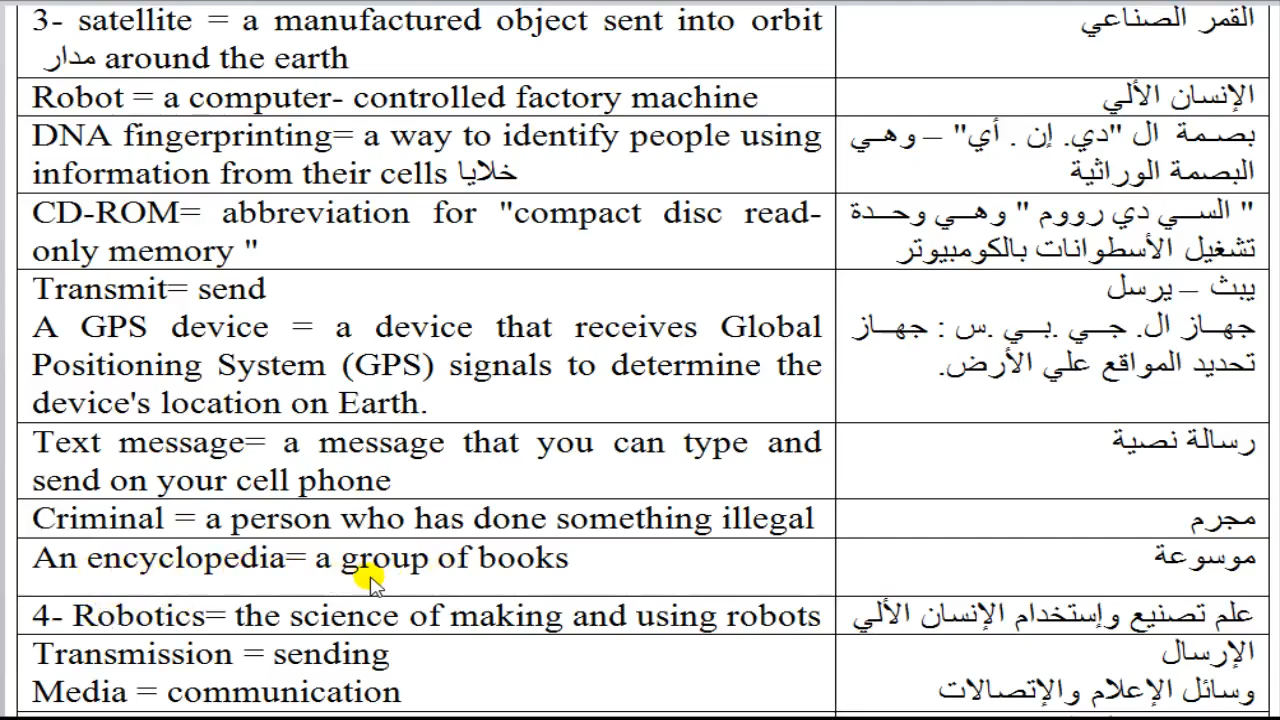 3- satellite = a manufactured object sent into orbit
مدار around the earth
القمر الصناعي
Robot = a computer- controlled factory machine
الإنسان الألي
DNA fingerprinting= a way to identify people using
information from their cells خلايا
بصمة ال "دي. إن . أي" – وهي
البصمة الوراثية
CD-ROM= abbreviation for "compact disc read-
only memory "
" السي دي رووم " وهي وحدة
تشغيل الأسطوانات بالكومبيوتر
Transmit= send
يبث – يرسل
A GPS device = a device that receives Global
Positioning System (GPS) signals to determine the
device's location on Earth.
جهاز ال. جي .بي .س : جهاز
تحديد المواقع علي الأرض.
Text message= a message that you can type and
send on your cell phone
رسالة نصية
Criminal = a person who has done something illegal
مجرم
An encyclopedia= a group of books
موسوعة
4- Robotics= the science of making and using robots
علم تصنيع وإستخدام الإنسان الألي
Transmission = sending
الإرسال
Media = communication
وسائل الإعلام والإتصالات